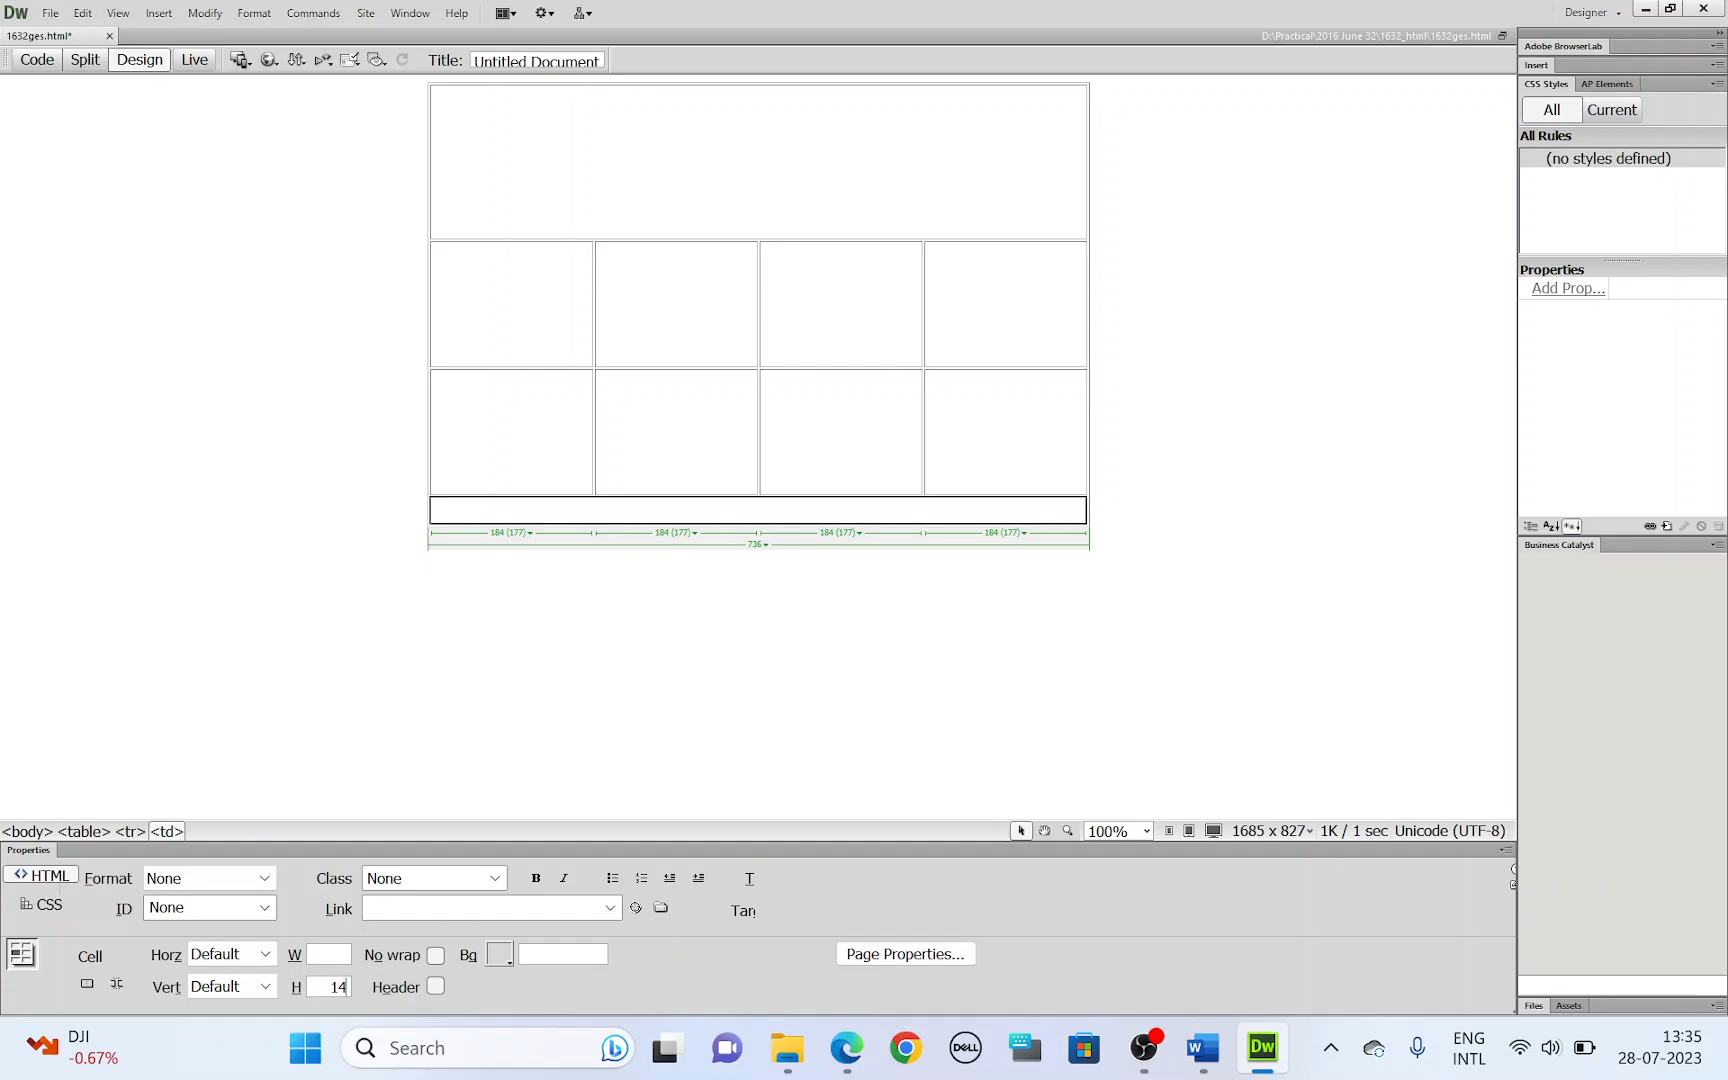 Dw File Edit View Insert Modify Format Commands Site Window Help Designer
1632ges.html* D:\Practical\2016 June 32\1632_html\1632ges.html Adobe BrowserLab
Code Split Design Live Title: Untitled Document
Insert
CSS Styles AP Elements
All Current
All Rules
(no styles defined)
Properties
Add Prop...
184 (177) 184 (177) 184 (177) 184 (177)
736
Business Catalyst
<body> <table> <tr> <td> 100% 1685 x 827 1K / 1 sec Unicode (UTF-8)
Properties
<> HTML Format None Class None B I T
CSS ID None Link Tarç
Cell Horz Default W No wrap Bg Page Properties...
Vert Default H 14 Header
Files Assets
DJI
-0.67%
Search
DELL
W
Dw
ENG
INTL
13:35
28-07-2023